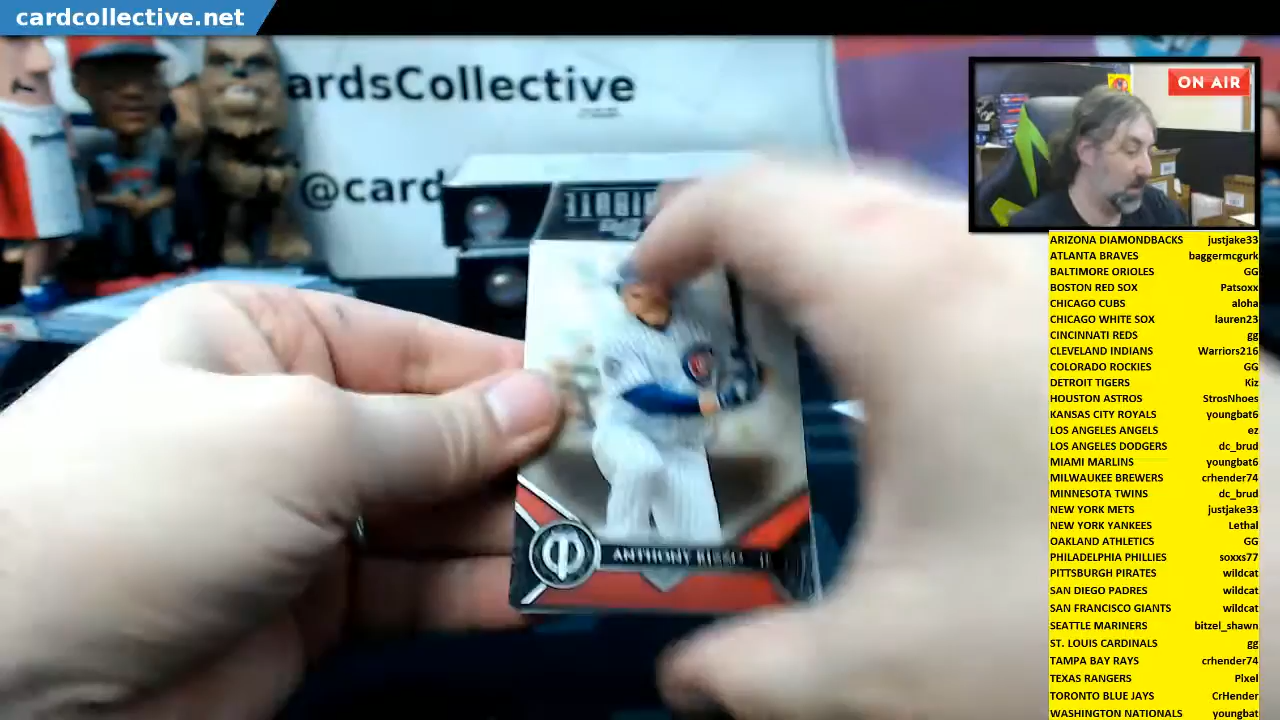 cardcollective.net
ardsCollective
@card
TRIBUTE
ON AIR
ANTHONY RIZZO
ARIZONA DIAMONDBACKS justjake33
ATLANTA BRAVES baggermcgurk
BALTIMORE ORIOLES GG
BOSTON RED SOX Patsoxx
CHICAGO CUBS aloha
CHICAGO WHITE SOX lauren23
CINCINNATI REDS gg
CLEVELAND INDIANS Warriors216
COLORADO ROCKIES GG
DETROIT TIGERS Kiz
HOUSTON ASTROS StrosNhoes
KANSAS CITY ROYALS youngbat6
LOS ANGELES ANGELS ez
LOS ANGELES DODGERS dc_brud
MIAMI MARLINS youngbat6
MILWAUKEE BREWERS crhender74
MINNESOTA TWINS dc_brud
NEW YORK METS justjake33
NEW YORK YANKEES Lethal
OAKLAND ATHLETICS GG
PHILADELPHIA PHILLIES soxxs77
PITTSBURGH PIRATES wildcat
SAN DIEGO PADRES wildcat
SAN FRANCISCO GIANTS wildcat
SEATTLE MARINERS bitzel_shawn
ST. LOUIS CARDINALS gg
TAMPA BAY RAYS crhender74
TEXAS RANGERS Pixel
TORONTO BLUE JAYS CrHender
WASHINGTON NATIONALS youngbat